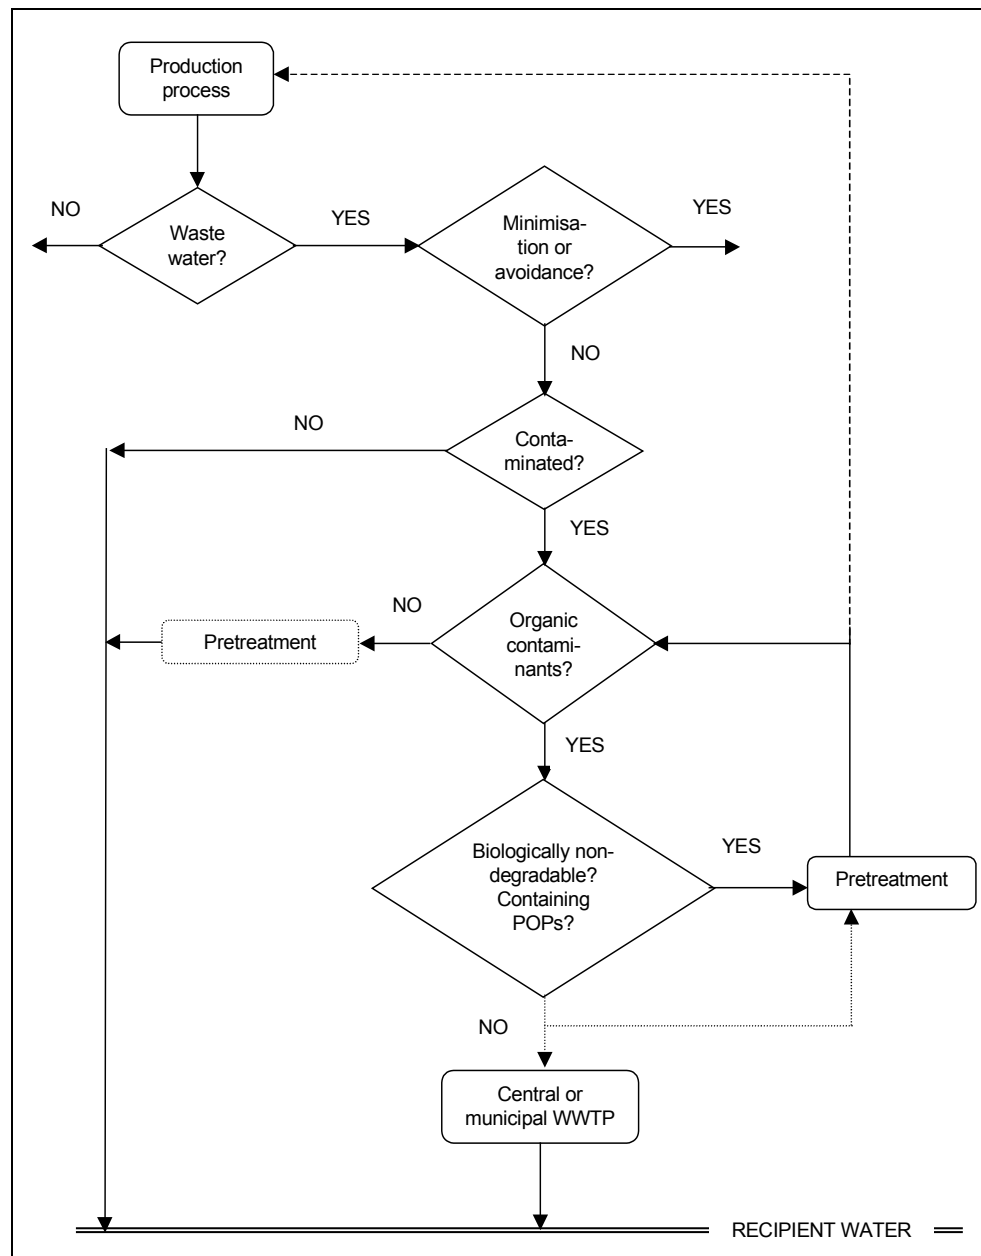 Production
process
NO
YES
YES
Waste
water?
Minimisa-
tion or
avoidance?
NO
NO
Conta-
minated?
YES
NO
Pretreatment
Organic
contami-
nants?
YES
Biologically non-
degradable?
Containing
POPs?
YES
Pretreatment
NO
Central or
municipal WWTP
RECIPIENT WATER